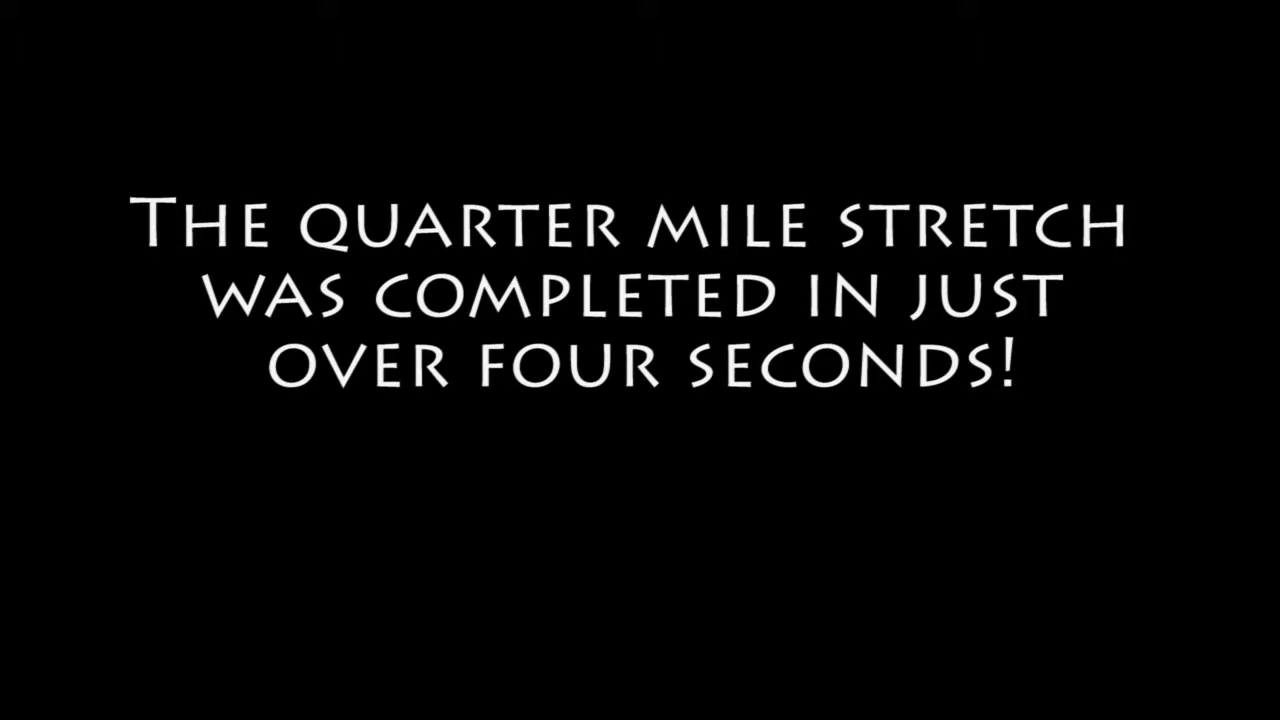 The quarter mile stretch
was completed in just
over four seconds!